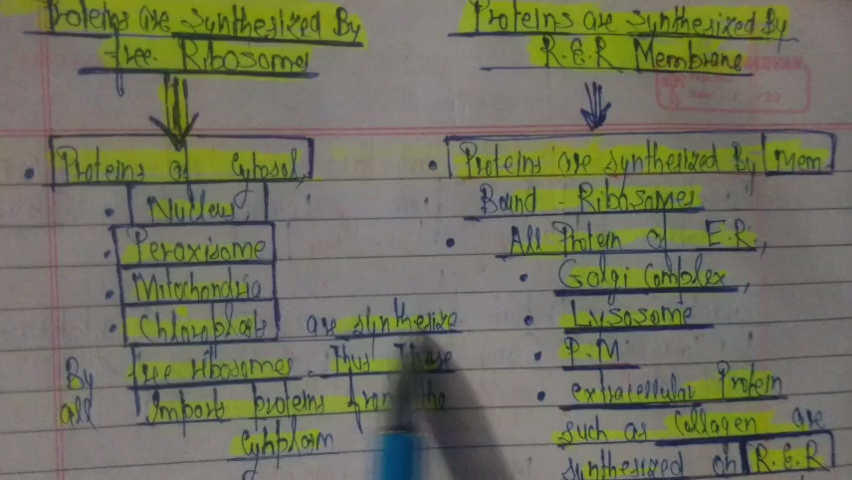 Proteins are synthesized By
free Ribosomes
Proteins of Cytosol,
Nucleus,
Peroxisome
Mitochondria
Chloroplast are synthesize
By free ribosomes - Thus These
all Import proteins from the
Cytoplasm
Proteins are synthesized By
R.E.R Membrane
Proteins are synthesized By Mem
Bound - Ribosomes
All Protein of E.R,
Golgi Complex,
Lysosome
P.M
extracellular Protein
such as Collagen are
synthesized on R.E.R